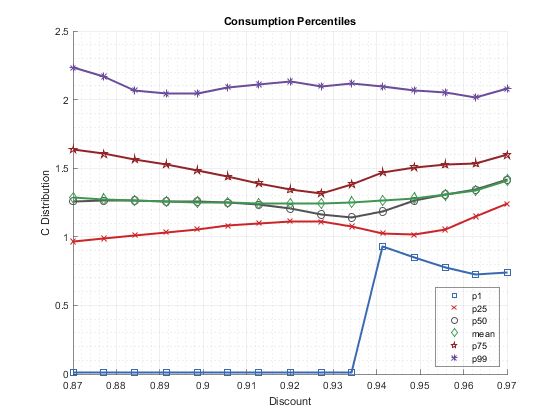 Consumption Percentiles
2.5
2
1.5
1
0.5
0
C Distribution
0.87 0.88 0.89 0.9 0.91 0.92 0.93 0.94 0.95 0.96 0.97
Discount
p1
p25
p50
mean
p75
p99